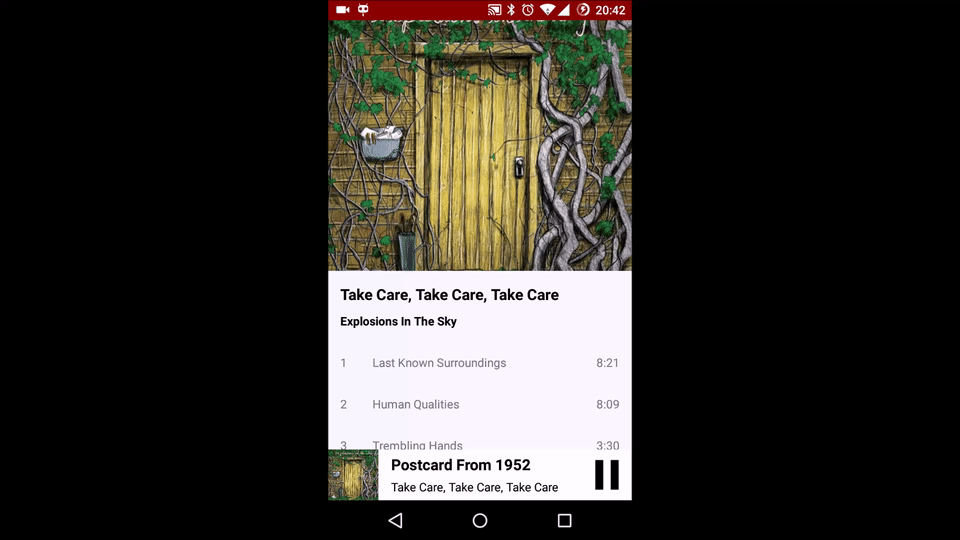 20:42
Take Care, Take Care, Take Care
Explosions In The Sky
1 Last Known Surroundings 8:21
2 Human Qualities 8:09
3 Trembling Hands 3:30
Postcard From 1952
Take Care, Take Care, Take Care